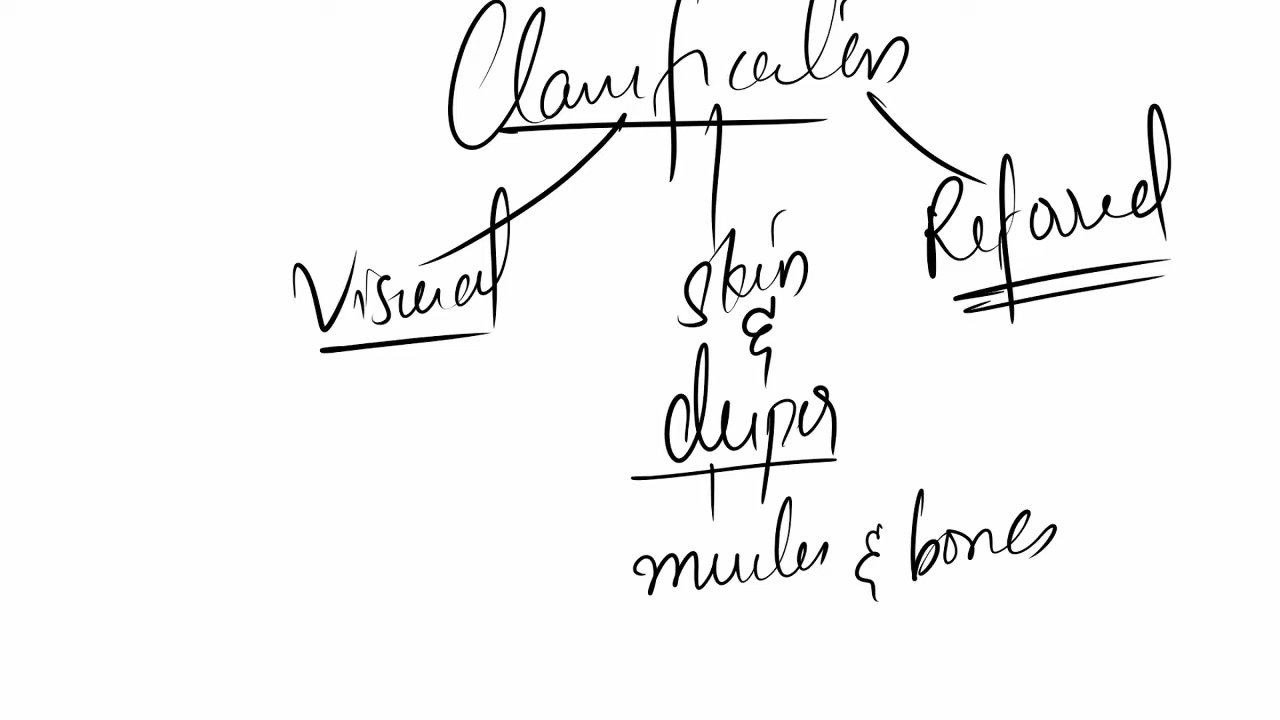 Classification
Visceral Skin Referred
&
deeper
muscles & bones